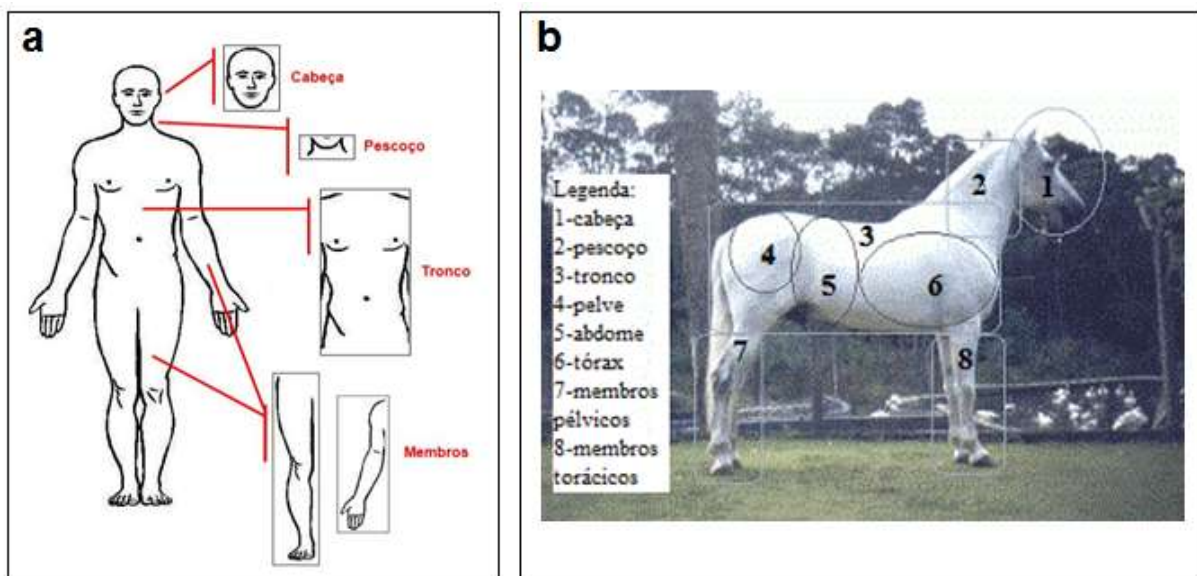 a
Cabeça
Pescoço
Tronco
Membros
b
Legenda:
1-cabeça
2-pescoço
3-tronco
4-pelve
5-abdome
6-tórax
7-membros
pélvicos
8-membros
torácicos
1
2
3
4
5
6
7
8